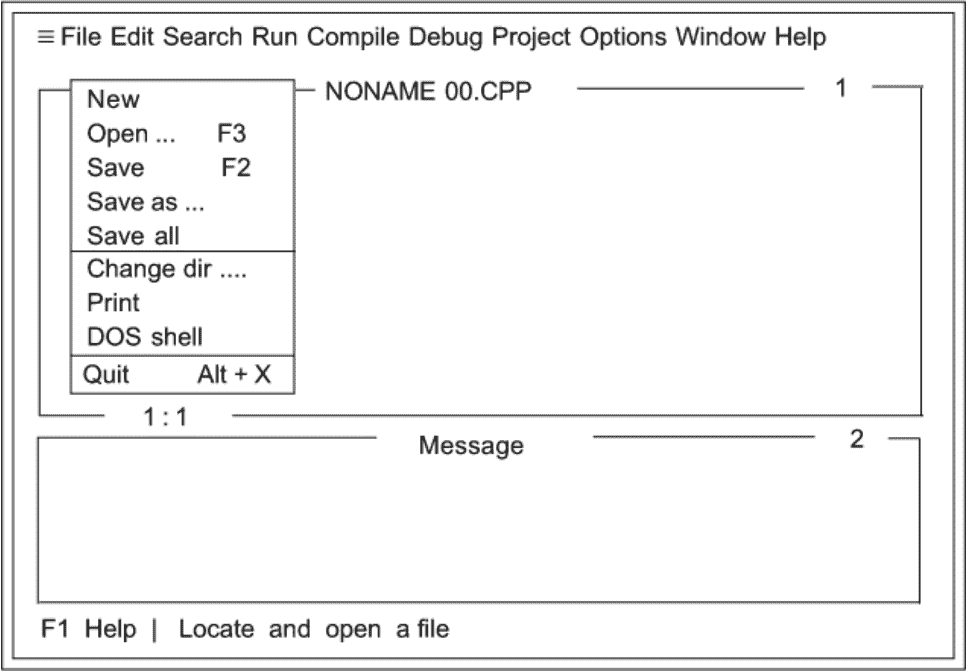 ≡ File Edit Search Run Compile Debug Project Options Window Help
NONAME 00.CPP 1
New
Open ... F3
Save F2
Save as ...
Save all
Change dir ....
Print
DOS shell
Quit Alt + X
1 : 1
Message 2
F1 Help | Locate and open a file